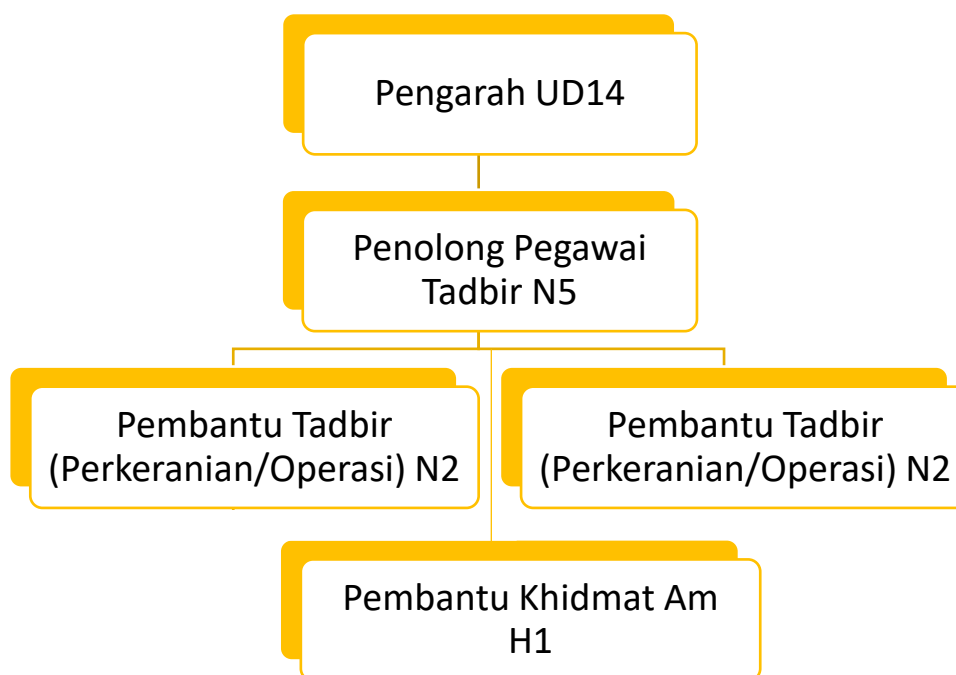 Pengarah UD14
Penolong Pegawai
Tadbir N5
Pembantu Tadbir
(Perkeranian/Operasi) N2
Pembantu Tadbir
(Perkeranian/Operasi) N2
Pembantu Khidmat Am
H1